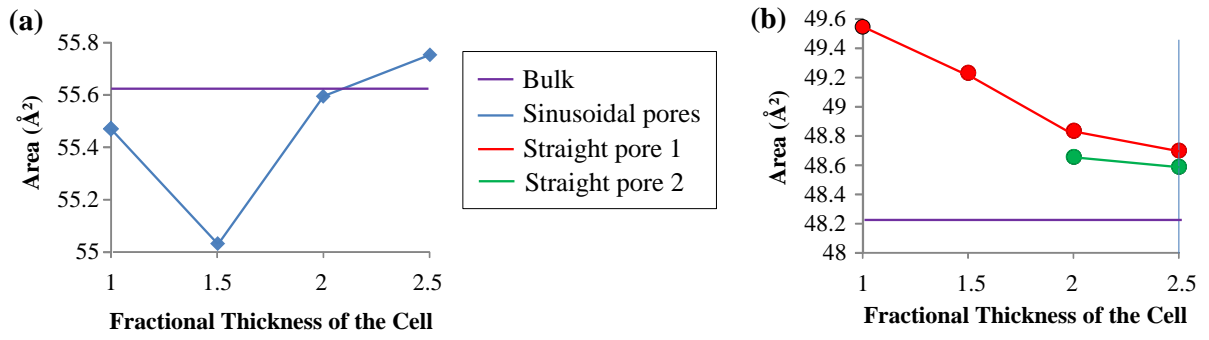 (a)
55.8
55.6
55.4
55.2
55
Area (Å²)
1 1.5 2 2.5
Fractional Thickness of the Cell
Bulk
Sinusoidal pores
Straight pore 1
Straight pore 2
(b)
49.6
49.4
49.2
49
48.8
48.6
48.4
48.2
48
Area (Å²)
1 1.5 2 2.5
Fractional Thickness of the Cell